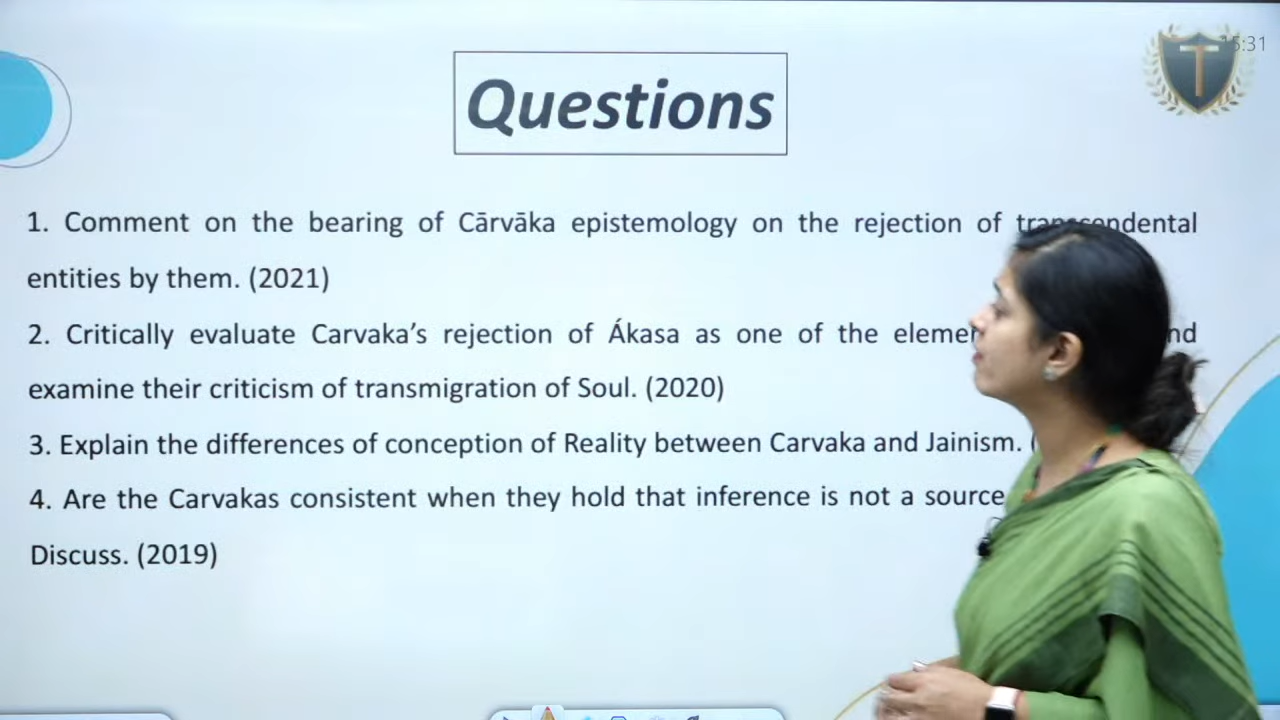 Questions
15:31
1. Comment on the bearing of Cārvāka epistemology on the rejection of transcendental
entities by them. (2021)
2. Critically evaluate Carvaka's rejection of Ákasa as one of the
examine their criticism of transmigration of Soul. (2020)
3. Explain the differences of conception of Reality between Carvaka and Jainism.
4. Are the Carvakas consistent when they hold that inference is not a source
Discuss. (2019)